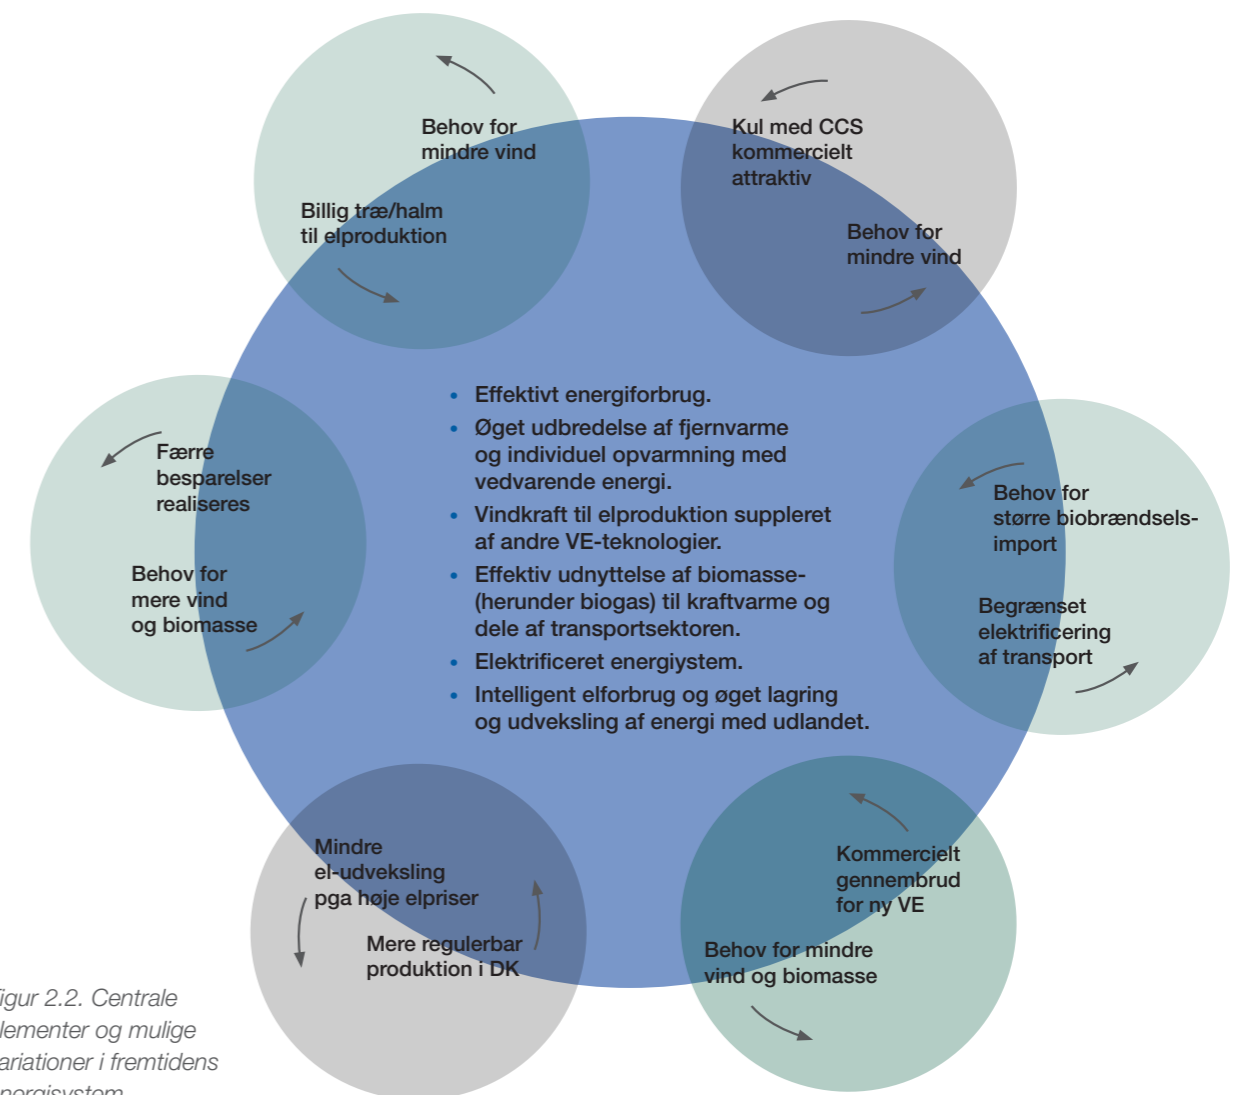 Behov for
mindre vind
Billig træ/halm
til elproduktion
Kul med CCS
kommercielt
attraktiv
Behov for
mindre vind
Færre
besparelser
realiseres
Behov for
mere vind
og biomasse
• Effektivt energiforbrug.
• Øget udbredelse af fjernvarme
og individuel opvarmning med
vedvarende energi.
• Vindkraft til elproduktion suppleret
af andre VE-teknologier.
• Effektiv udnyttelse af biomasse-
(herunder biogas) til kraftvarme og
dele af transportsektoren.
• Elektrificeret energiystem.
• Intelligent elforbrug og øget lagring
og udveksling af energi med udlandet.
Behov for
større biobrændsels-
import
Begrænset
elektrificering
af transport
Mindre
el-udveksling
pga høje elpriser
Mere regulerbar
produktion i DK
Kommercielt
gennembrud
for ny VE
Behov for mindre
vind og biomasse
igur 2.2. Centrale
lementer og mulige
ariationer i fremtidens
nergisystem